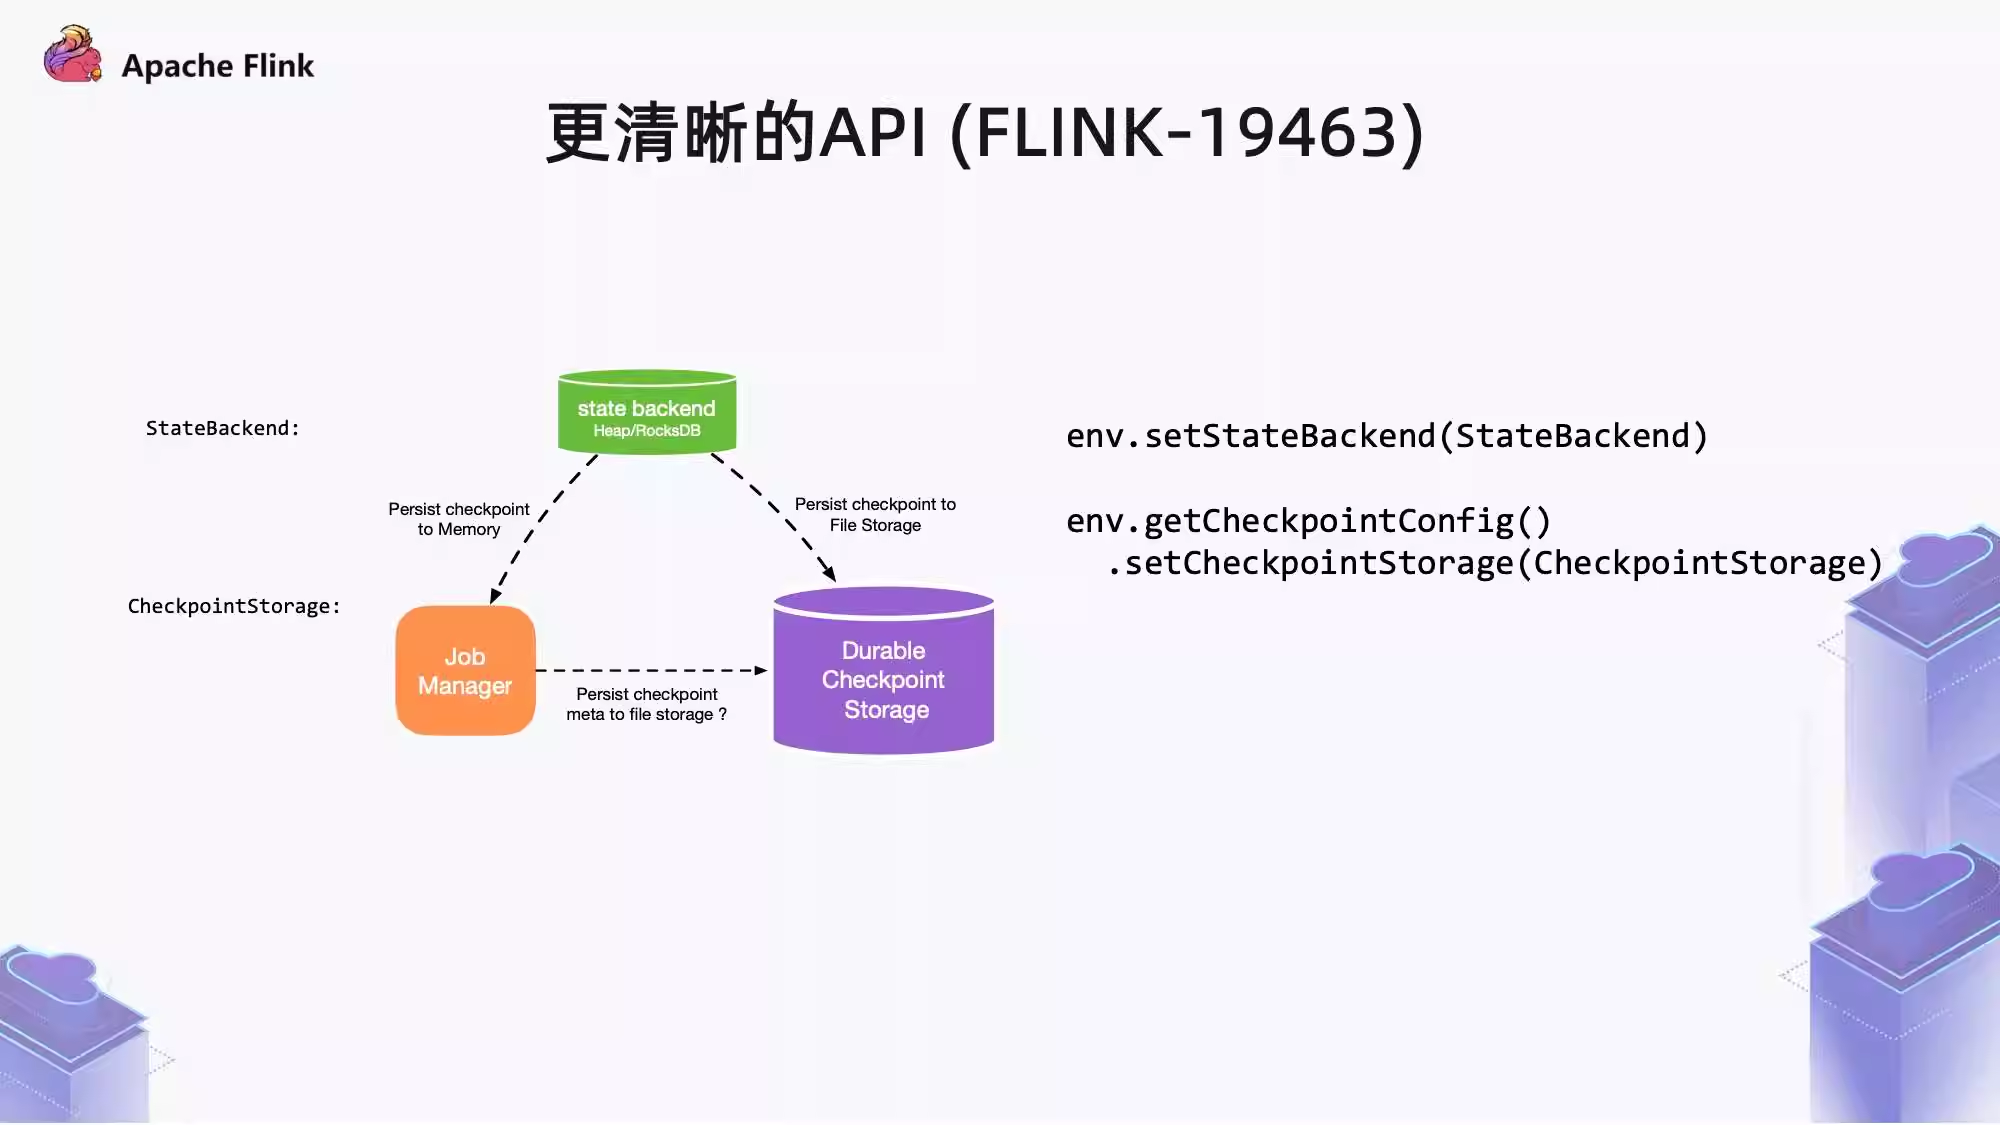 Apache Flink
更清晰的API (FLINK-19463)
StateBackend:
state backend
Heap/RocksDB
Persist checkpoint
to Memory
Persist checkpoint to
File Storage
CheckpointStorage:
Job
Manager
Persist checkpoint
meta to file storage ?
Durable
Checkpoint
Storage
env.setStateBackend(StateBackend)
env.getCheckpointConfig()
.setCheckpointStorage(CheckpointStorage)